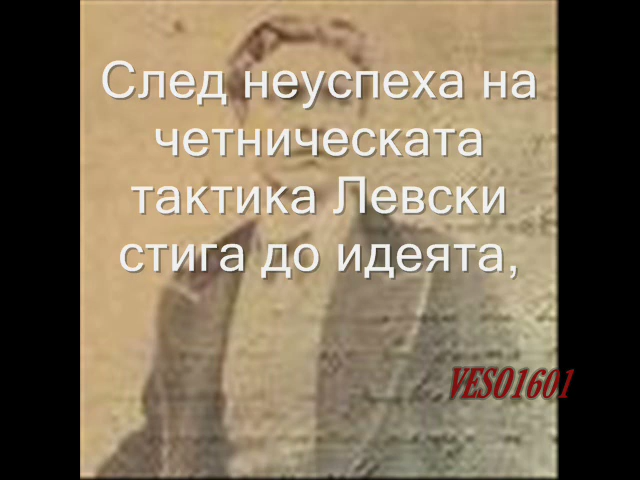 След неуспеха на
четническата
тактика Левски
стига до идеята,
VESO1601